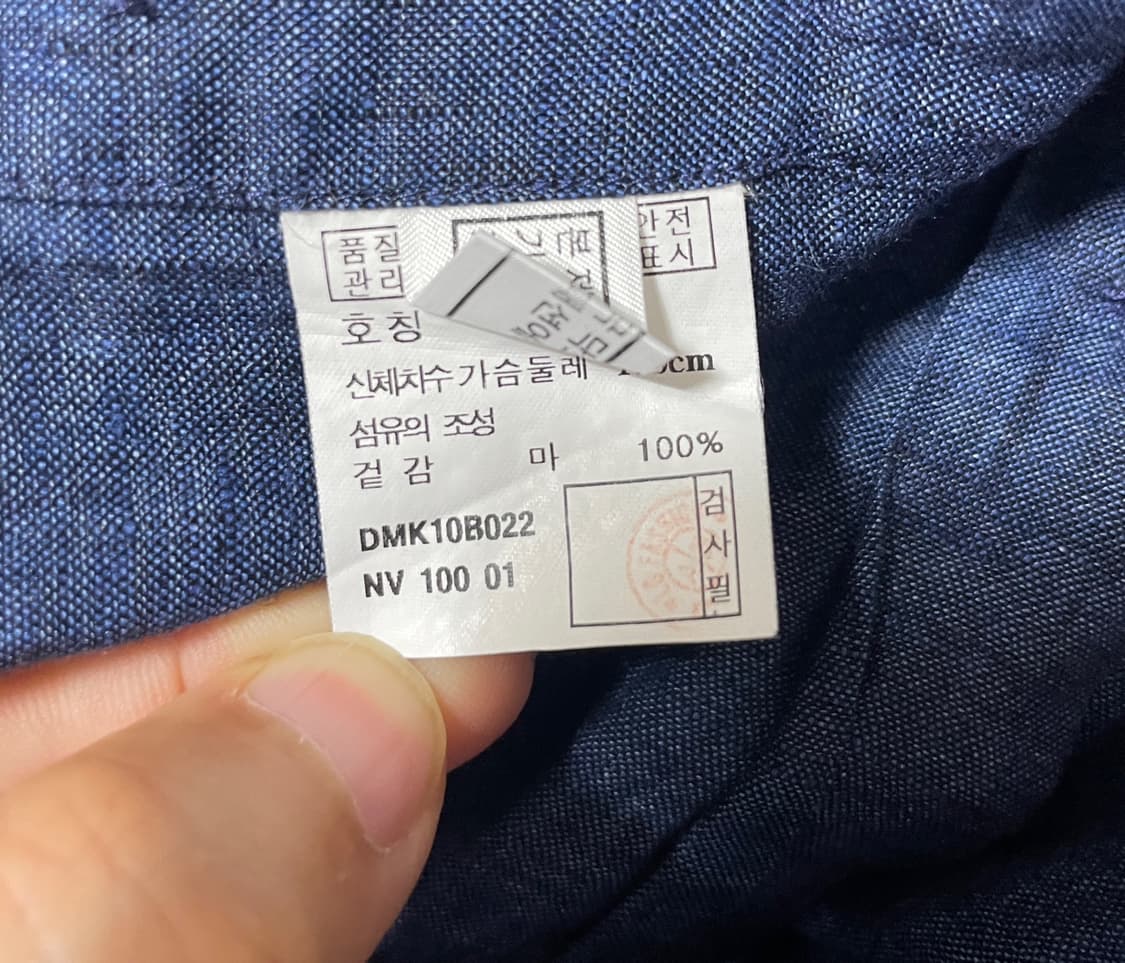 품질
관리
안전
표시
호칭
신체치수 가슴둘레 cm
섬유의 조성
겉감 마 100%
DMK10B022
NV 100 01
검
사
필